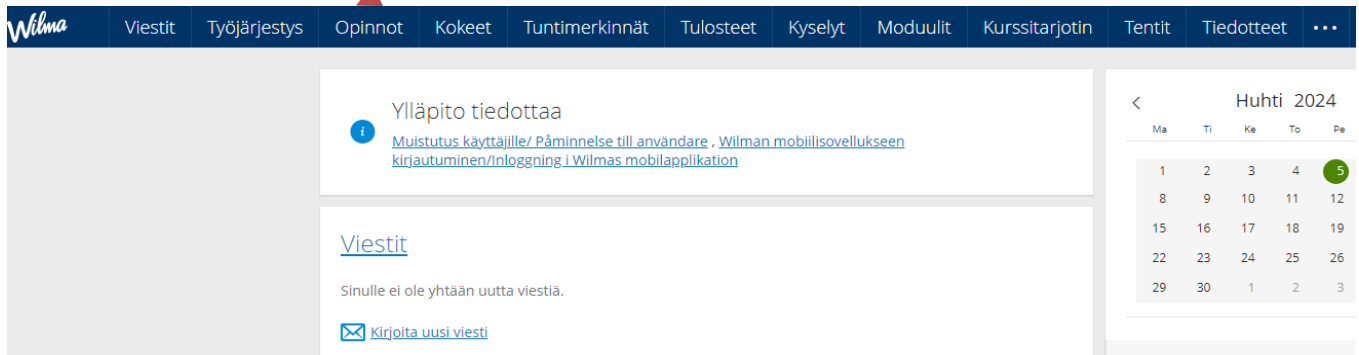 Wilma Viestit Työjärjestys Opinnot Kokeet Tuntimerkinnät Tulosteet Kyselyt Moduulit Kurssitarjotin Tentit Tiedotteet •••
Ylläpito tiedottaa
Muistutus käyttäjille/ Påminnelse till användare , Wilman mobiilisovellukseen
kirjautuminen/Inloggning i Wilmas mobilapplikation
Viestit
Sinulle ei ole yhtään uutta viestiä.
Kirjoita uusi viesti
< Huhti 2024
Ma Ti Ke To Pe
1 2 3 4 5
8 9 10 11 12
15 16 17 18 19
22 23 24 25 26
29 30 1 2 3